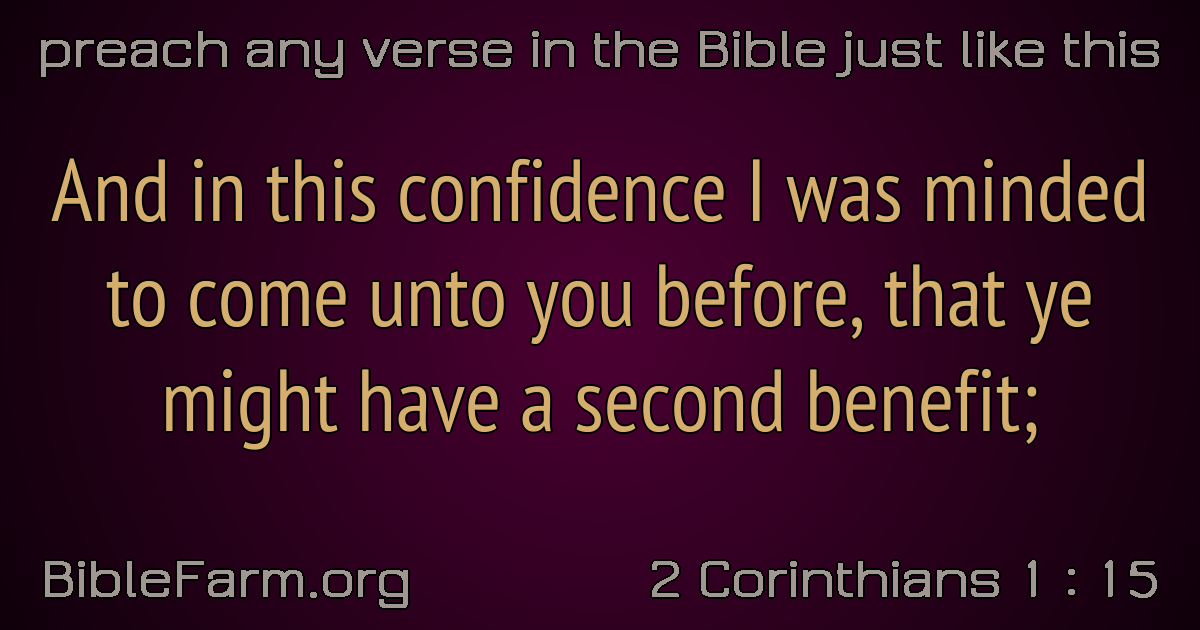 preach any verse in the Bible just like this
And in this confidence I was minded
to come unto you before, that ye
might have a second benefit;
BibleFarm.org
2 Corinthians 1 : 15